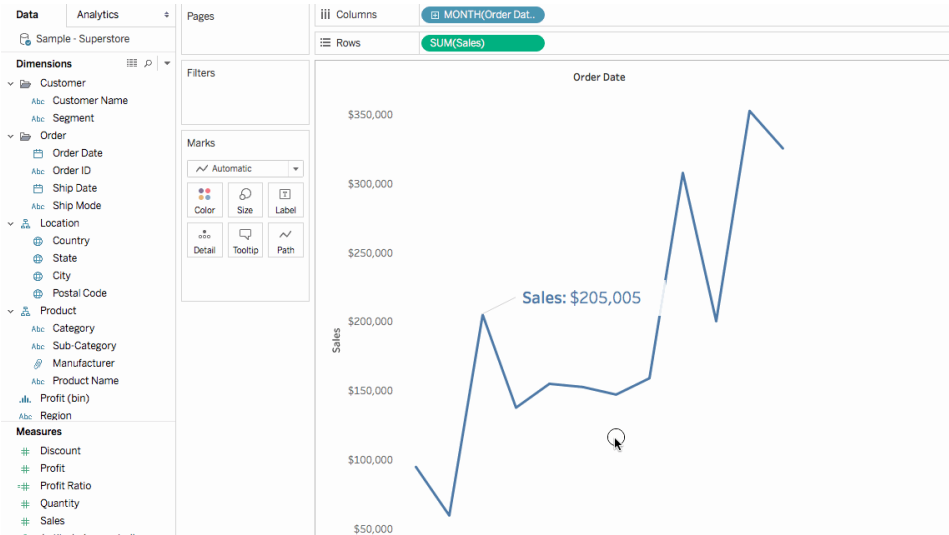 Data
Analytics
Sample - Superstore
Dimensions
Customer
Abc Customer Name
Abc Segment
Order
Order Date
Abc Order ID
Ship Date
Abc Ship Mode
Location
Country
State
City
Postal Code
Product
Abc Category
Abc Sub-Category
Manufacturer
Abc Product Name
Profit (bin)
Abc Region
Measures
# Discount
# Profit
=# Profit Ratio
# Quantity
# Sales
Pages
Filters
Marks
Automatic
Color
Size
T
Label
Detail
Tooltip
Path
Columns
MONTH(Order Dat..
Rows
SUM(Sales)
Order Date
$350,000
$300,000
$250,000
Sales: $205,005
$200,000
Sales
$150,000
$100,000
$50,000